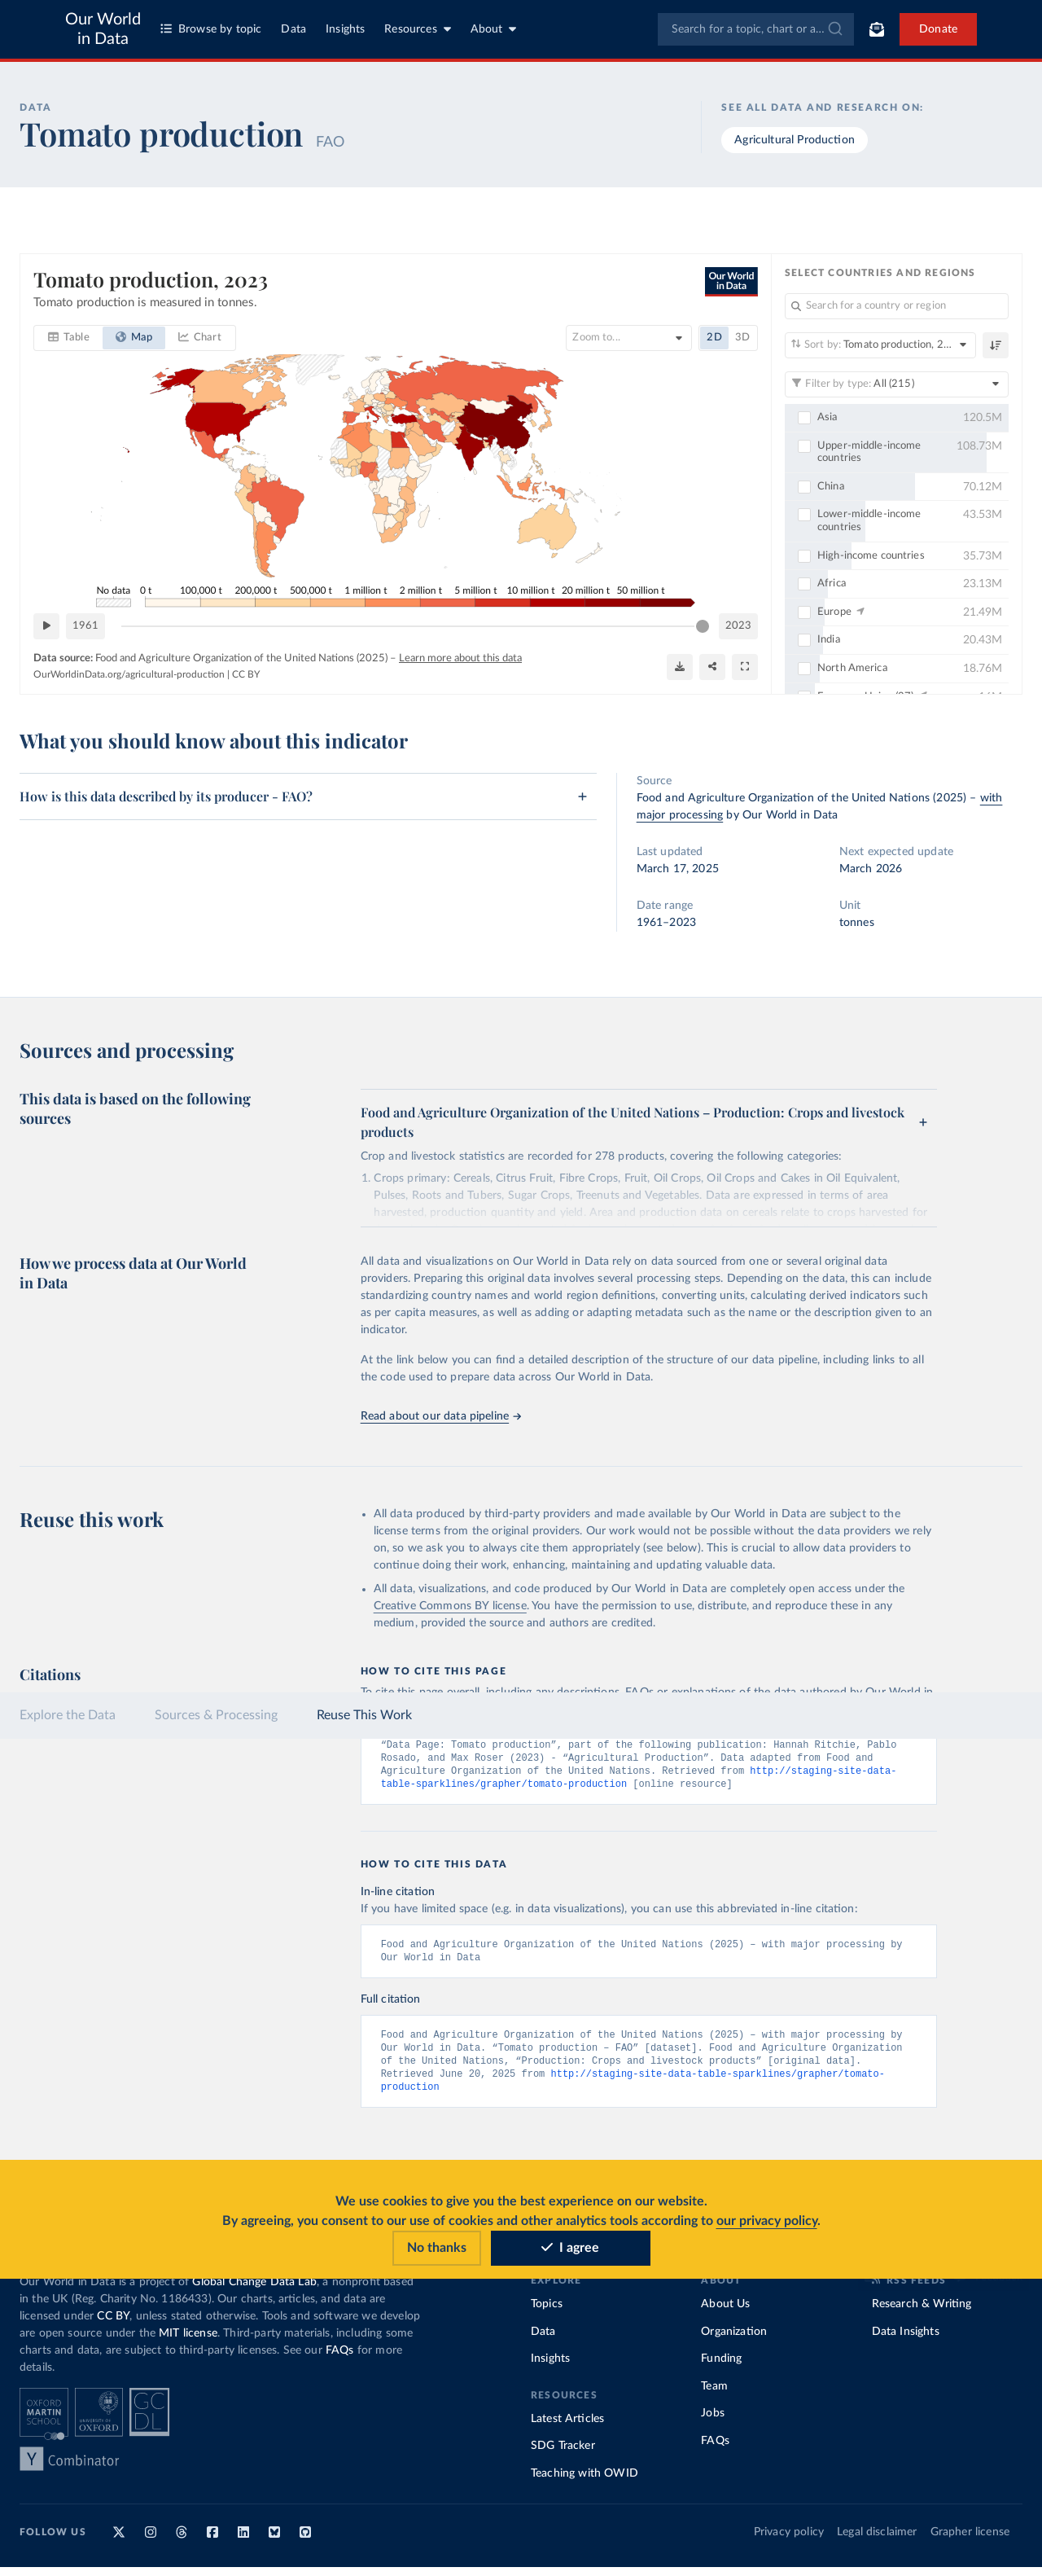 Our World
in Data
Browse by topic
Data
Insights
Resources
About
Search for a topic, chart or a...
Donate
DATA
Tomato production FAO
SEE ALL DATA AND RESEARCH ON:
Agricultural Production
Tomato production, 2023
Tomato production is measured in tonnes.
Our World
in Data
Table
Map
Chart
Zoom to...
2D
3D
No data
0 t
100,000 t
200,000 t
500,000 t
1 million t
2 million t
5 million t
10 million t
20 million t
50 million t
1961
2023
Data source: Food and Agriculture Organization of the United Nations (2025) – Learn more about this data
OurWorldinData.org/agricultural-production | CC BY
SELECT COUNTRIES AND REGIONS
Search for a country or region
Sort by: Tomato production, 2...
Filter by type: All (215)
Asia 120.5M
Upper-middle-income
countries 108.73M
China 70.12M
Lower-middle-income
countries 43.53M
High-income countries 35.73M
Africa 23.13M
Europe 21.49M
India 20.43M
North America 18.76M
What you should know about this indicator
How is this data described by its producer - FAO?
Source
Food and Agriculture Organization of the United Nations (2025) – with
major processing by Our World in Data
Last updated
March 17, 2025
Next expected update
March 2026
Date range
1961–2023
Unit
tonnes
Sources and processing
This data is based on the following
sources
Food and Agriculture Organization of the United Nations – Production: Crops and livestock
products
Crop and livestock statistics are recorded for 278 products, covering the following categories:
1. Crops primary: Cereals, Citrus Fruit, Fibre Crops, Fruit, Oil Crops, Oil Crops and Cakes in Oil Equivalent,
Pulses, Roots and Tubers, Sugar Crops, Treenuts and Vegetables. Data are expressed in terms of area
harvested, production quantity and yield. Area and production data on cereals relate to crops harvested for
How we process data at Our World
in Data
All data and visualizations on Our World in Data rely on data sourced from one or several original data
providers. Preparing this original data involves several processing steps. Depending on the data, this can include
standardizing country names and world region definitions, converting units, calculating derived indicators such
as per capita measures, as well as adding or adapting metadata such as the name or the description given to an
indicator.
At the link below you can find a detailed description of the structure of our data pipeline, including links to all
the code used to prepare data across Our World in Data.
Read about our data pipeline →
Reuse this work
• All data produced by third-party providers and made available by Our World in Data are subject to the
license terms from the original providers. Our work would not be possible without the data providers we rely
on, so we ask you to always cite them appropriately (see below). This is crucial to allow data providers to
continue doing their work, enhancing, maintaining and updating valuable data.
• All data, visualizations, and code produced by Our World in Data are completely open access under the
Creative Commons BY license. You have the permission to use, distribute, and reproduce these in any
medium, provided the source and authors are credited.
Citations
HOW TO CITE THIS PAGE
To cite this page overall, including any descriptions, FAQs or explanations of the data authored by Our World in
Explore the Data
Sources & Processing
Reuse This Work
“Data Page: Tomato production”, part of the following publication: Hannah Ritchie, Pablo
Rosado, and Max Roser (2023) - “Agricultural Production”. Data adapted from Food and
Agriculture Organization of the United Nations. Retrieved from http://staging-site-data-
table-sparklines/grapher/tomato-production [online resource]
HOW TO CITE THIS DATA
In-line citation
If you have limited space (e.g. in data visualizations), you can use this abbreviated in-line citation:
Food and Agriculture Organization of the United Nations (2025) – with major processing by
Our World in Data
Full citation
Food and Agriculture Organization of the United Nations (2025) – with major processing by
Our World in Data. “Tomato production – FAO” [dataset]. Food and Agriculture Organization
of the United Nations, “Production: Crops and livestock products” [original data].
Retrieved June 20, 2025 from http://staging-site-data-table-sparklines/grapher/tomato-
production
We use cookies to give you the best experience on our website.
By agreeing, you consent to our use of cookies and other analytics tools according to our privacy policy.
No thanks
I agree
Our World in Data is a project of Global Change Data Lab, a nonprofit based
in the UK (Reg. Charity No. 1186433). Our charts, articles, and data are
licensed under CC BY, unless stated otherwise. Tools and software we develop
are open source under the MIT license. Third-party materials, including some
charts and data, are subject to third-party licenses. See our FAQs for more
details.
OXFORD
MARTIN
SCHOOL
UNIVERSITY OF
OXFORD
GC
DL
Y Combinator
EXPLORE
Topics
Data
Insights
RESOURCES
Latest Articles
SDG Tracker
Teaching with OWID
ABOUT
About Us
Organization
Funding
Team
Jobs
FAQs
RSS FEEDS
Research & Writing
Data Insights
FOLLOW US
Privacy policy
Legal disclaimer
Grapher license